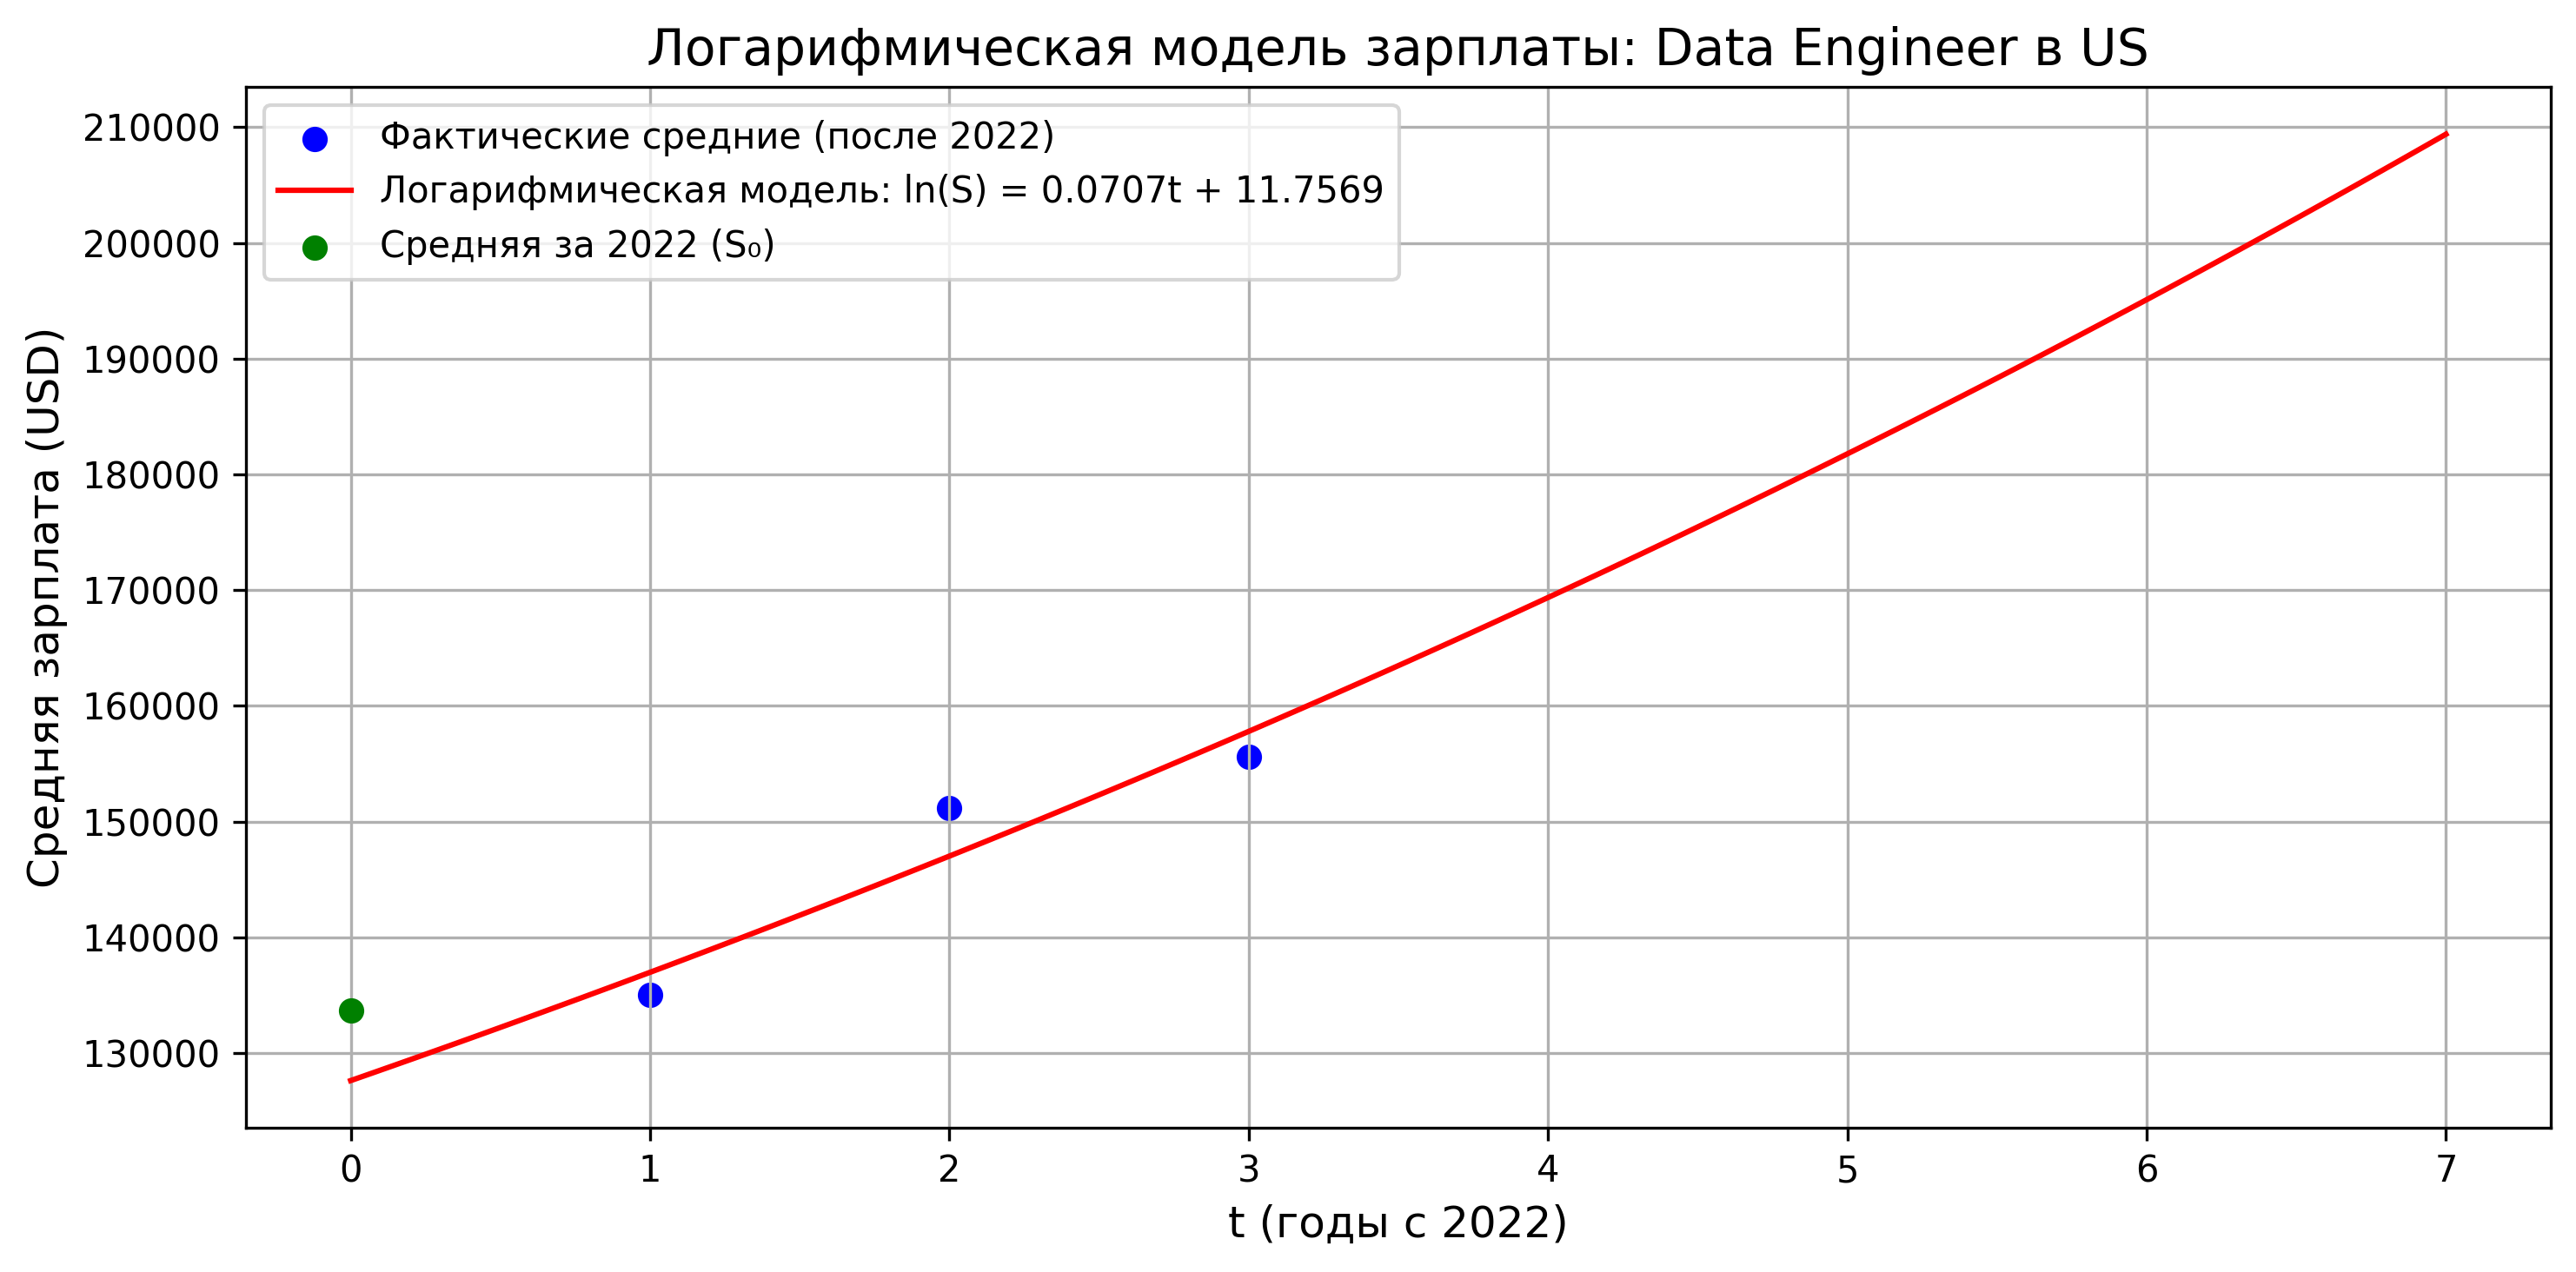 Логарифмическая модель зарплаты: Data Engineer в US
Фактические средние (после 2022)
Логарифмическая модель: ln(S) = 0.0707t + 11.7569
Средняя за 2022 (S₀)
Средняя зарплата (USD)
210000
200000
190000
180000
170000
160000
150000
140000
130000
0 1 2 3 4 5 6 7
t (годы с 2022)